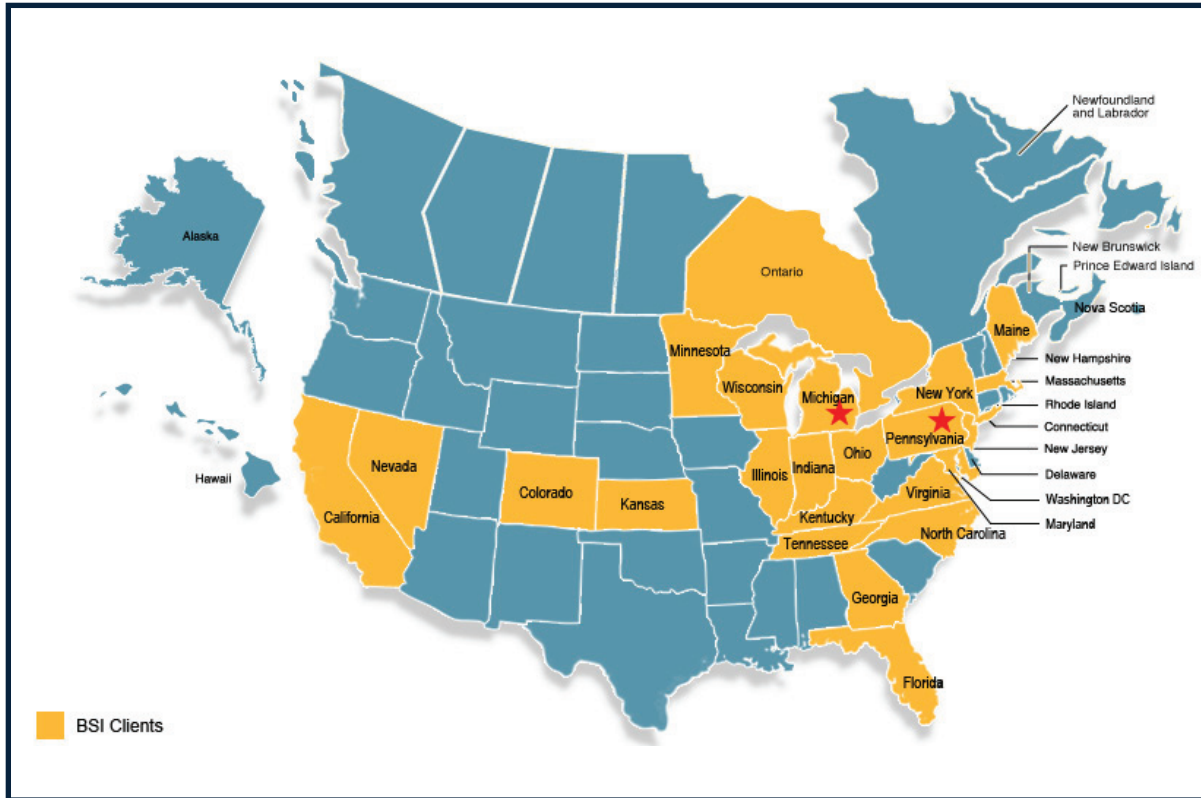 Newfoundland
and Labrador
Alaska
New Brunswick
Ontario
Prince Edward Island
Nova Scotia
Maine
Minnesota
New Hampshire
Wisconsin
Massachusetts
Michigan
New York
Rhode Island
Connecticut
Pennsylvania
New Jersey
Ohio
Nevada
Illinois
Indiana
Hawaii
Delaware
Colorado
Virginia
Washington DC
Kansas
California
Kentucky
Maryland
North Carolina
Tennessee
Georgia
Florida
BSI Clients